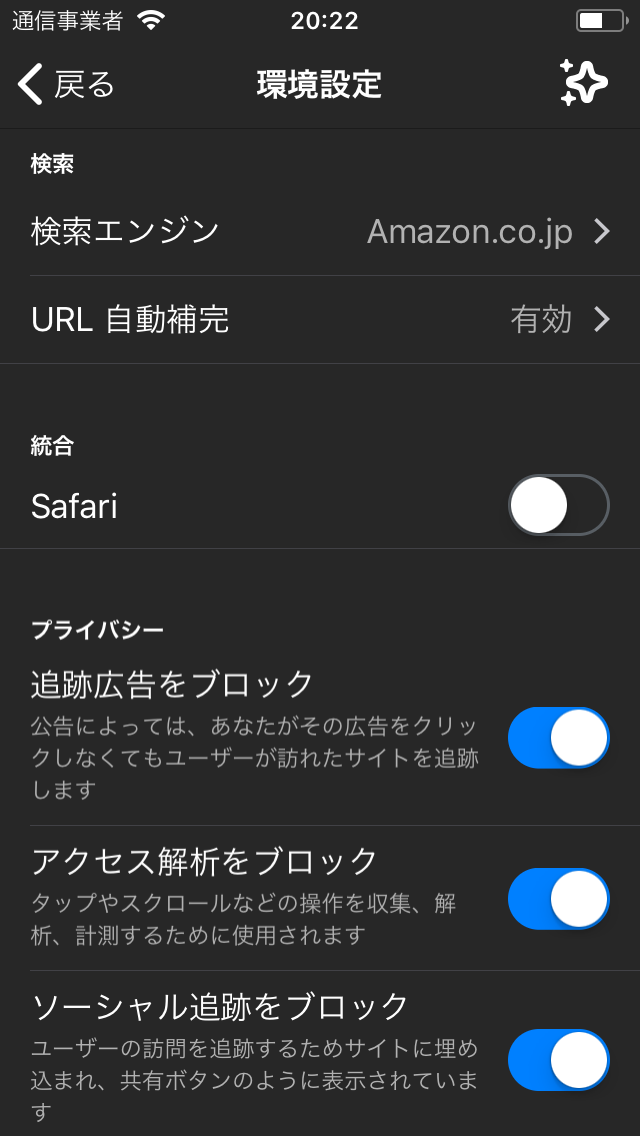 通信事業者 20:22
戻る 環境設定
検索
検索エンジン Amazon.co.jp
URL 自動補完 有効
統合
Safari
プライバシー
追跡広告をブロック
公告によっては、あなたがその広告をクリッ
クしなくてもユーザーが訪れたサイトを追跡
します
アクセス解析をブロック
タップやスクロールなどの操作を収集、解
析、計測するために使用されます
ソーシャル追跡をブロック
ユーザーの訪問を追跡するためサイトに埋め
込まれ、共有ボタンのように表示されていま
す